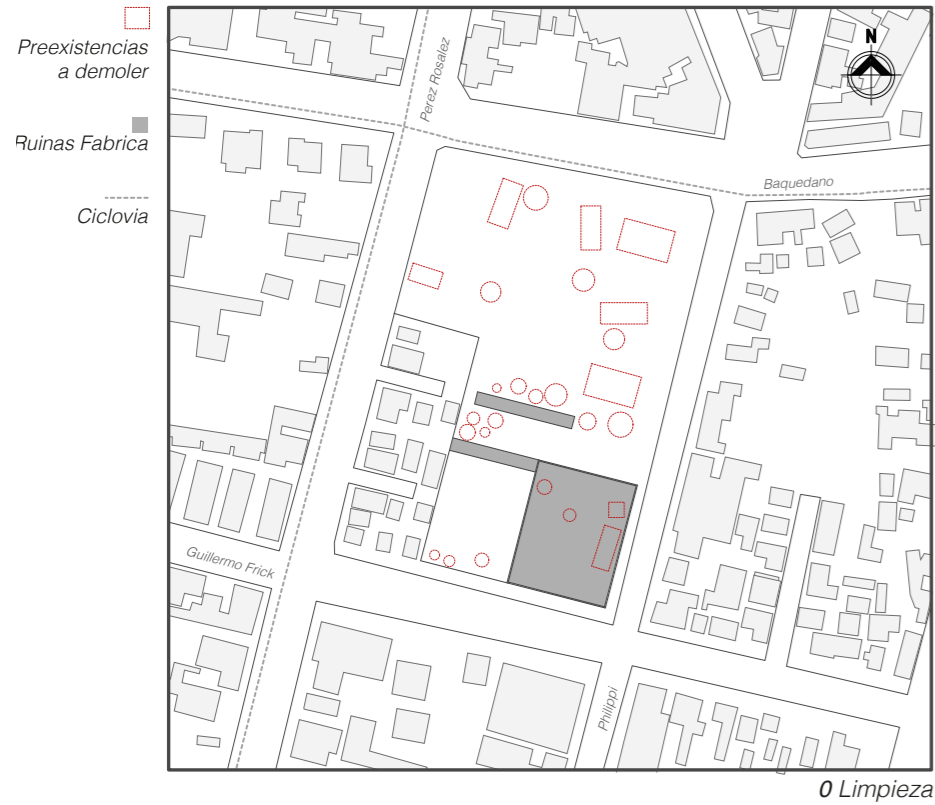 Preexistencias
a demoler
Ruinas Fabrica
Ciclovia
Perez Rosalez
N
Baquedano
Guillermo Frick
Philippi
0 Limpieza